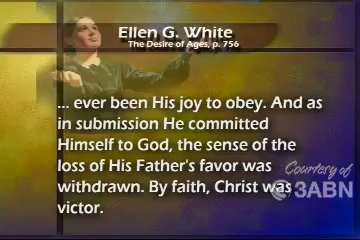 Ellen G. White
The Desire of Ages, p. 756
... ever been His joy to obey. And as
in submission He committed
Himself to God, the sense of the
loss of His Father's favor was
withdrawn. By faith, Christ was
victor.
Courtesy of
3ABN